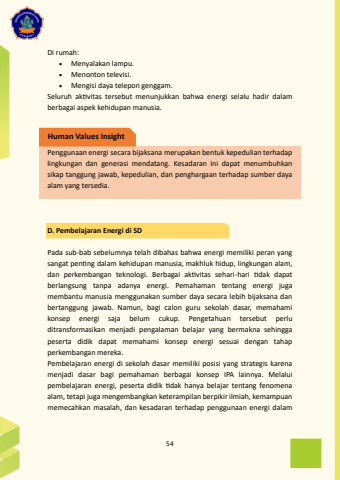 Di rumah:
• Menyalakan lampu.
• Menonton televisi.
• Mengisi daya telepon genggam.
Seluruh aktivitas tersebut menunjukkan bahwa energi selalu hadir dalam
berbagai aspek kehidupan manusia.
Human Values Insight
Penggunaan energi secara bijaksana merupakan bentuk kepedulian terhadap
lingkungan dan generasi mendatang. Kesadaran ini dapat menumbuhkan
sikap tanggung jawab, kepedulian, dan penghargaan terhadap sumber daya
alam yang tersedia.
D. Pembelajaran Energi di SD
Pada sub-bab sebelumnya telah dibahas bahwa energi memiliki peran yang
sangat penting dalam kehidupan manusia, makhluk hidup, lingkungan alam,
dan perkembangan teknologi. Berbagai aktivitas sehari-hari tidak dapat
berlangsung tanpa adanya energi. Pemahaman tentang energi juga
membantu manusia menggunakan sumber daya secara lebih bijaksana dan
bertanggung jawab. Namun, bagi calon guru sekolah dasar, memahami
konsep energi saja belum cukup. Pengetahuan tersebut perlu
ditransformasikan menjadi pengalaman belajar yang bermakna sehingga
peserta didik dapat memahami konsep energi sesuai dengan tahap
perkembangan mereka.
Pembelajaran energi di sekolah dasar memiliki posisi yang strategis karena
menjadi dasar bagi pemahaman berbagai konsep IPA lainnya. Melalui
pembelajaran energi, peserta didik tidak hanya belajar tentang fenomena
alam, tetapi juga mengembangkan keterampilan berpikir ilmiah, kemampuan
memecahkan masalah, dan kesadaran terhadap penggunaan energi dalam
54